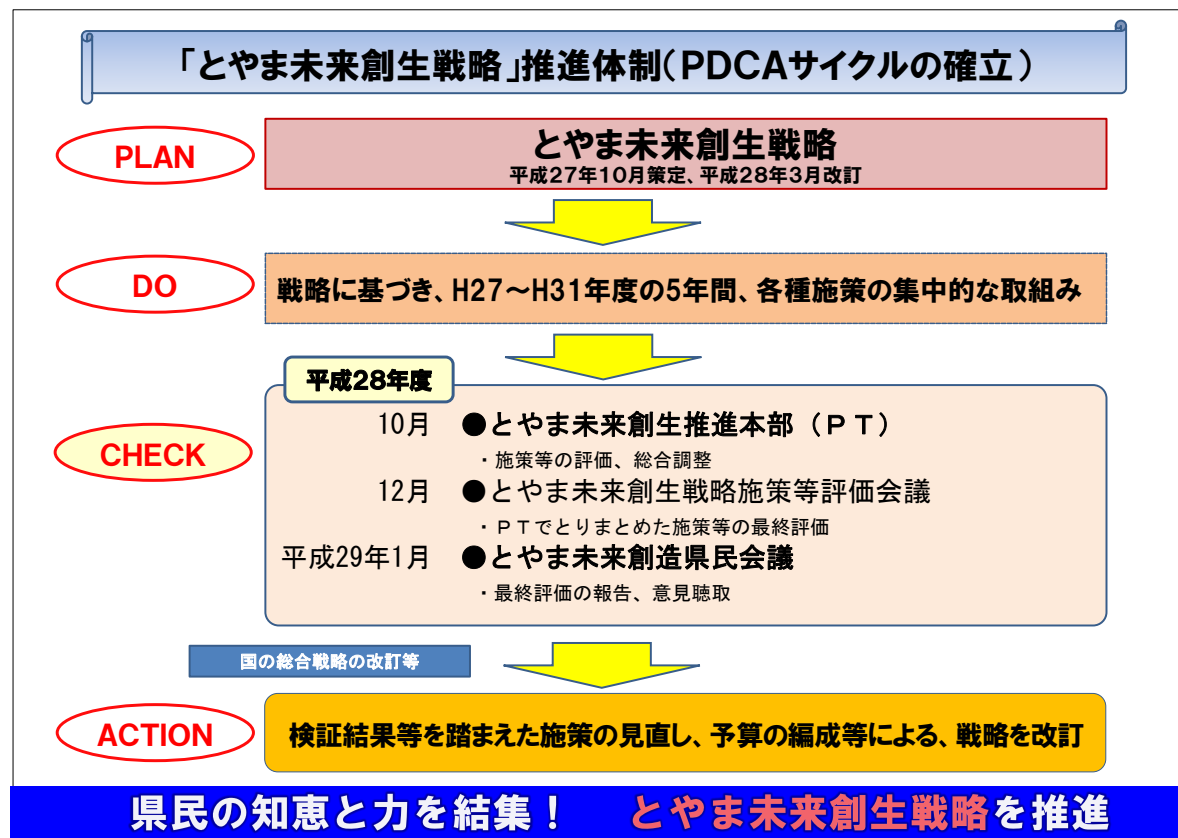 「とやま未来創生戦略」推進体制（PDCAサイクルの確立）
PLAN
とやま未来創生戦略
平成27年10月策定、平成28年3月改訂
DO
戦略に基づき、H27～H31年度の5年間、各種施策の集中的な取組み
平成28年度
CHECK
10月 ●とやま未来創生推進本部（ＰＴ）
・施策等の評価、総合調整
12月 ●とやま未来創生戦略施策等評価会議
・ＰＴでとりまとめた施策等の最終評価
平成29年1月 ●とやま未来創造県民会議
・最終評価の報告、意見聴取
国の総合戦略の改訂等
ACTION
検証結果等を踏まえた施策の見直し、予算の編成等による、戦略を改訂
県民の知恵と力を結集！ とやま未来創生戦略を推進